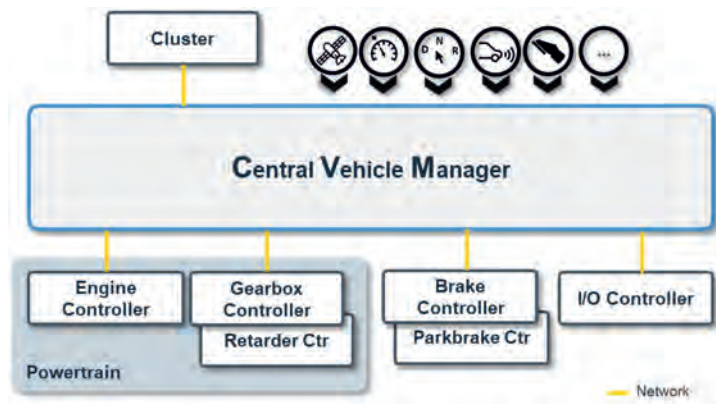 Cluster
N
D R
...
Central Vehicle Manager
Engine
Controller
Gearbox
Controller
Brake
Controller
I/O Controller
Retarder Ctr
Parkbrake Ctr
Powertrain
Network